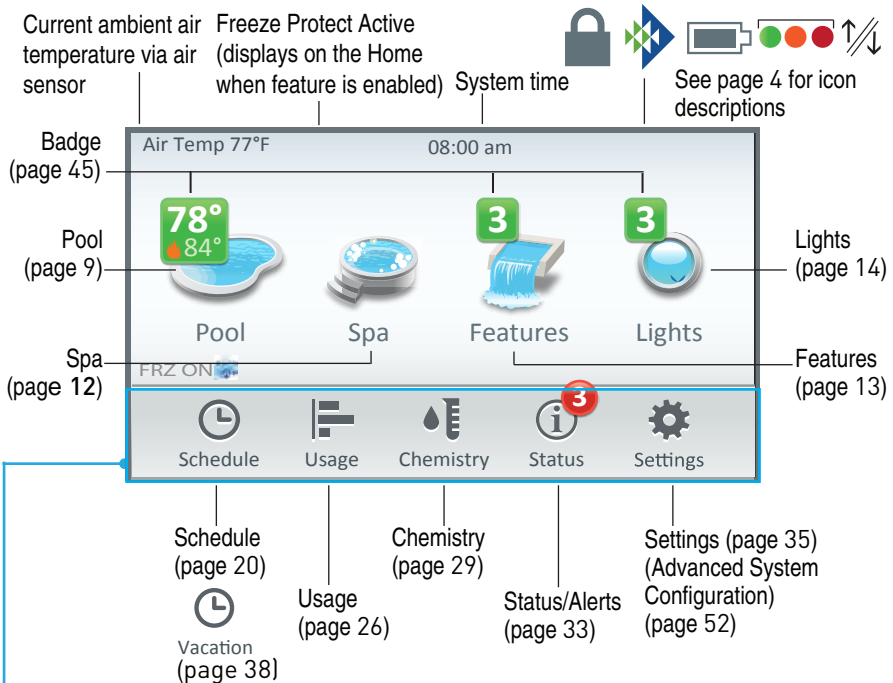 Current ambient air
temperature via air
sensor
Freeze Protect Active
(displays on the Home
when feature is enabled)
System time
See page 4 for icon
descriptions
Badge
(page 45)
Air Temp 77°F
08:00 am
78°
84°
3
3
Pool
(page 9)
Lights
(page 14)
Pool
Spa
Features
Lights
Spa
(page 12)
FRZ ON
Features
(page 13)
3
Schedule
Usage
Chemistry
Status
Settings
Schedule
(page 20)
Vacation
(page 38)
Usage
(page 26)
Chemistry
(page 29)
Status/Alerts
(page 33)
Settings (page 35)
(Advanced System
Configuration)
(page 52)